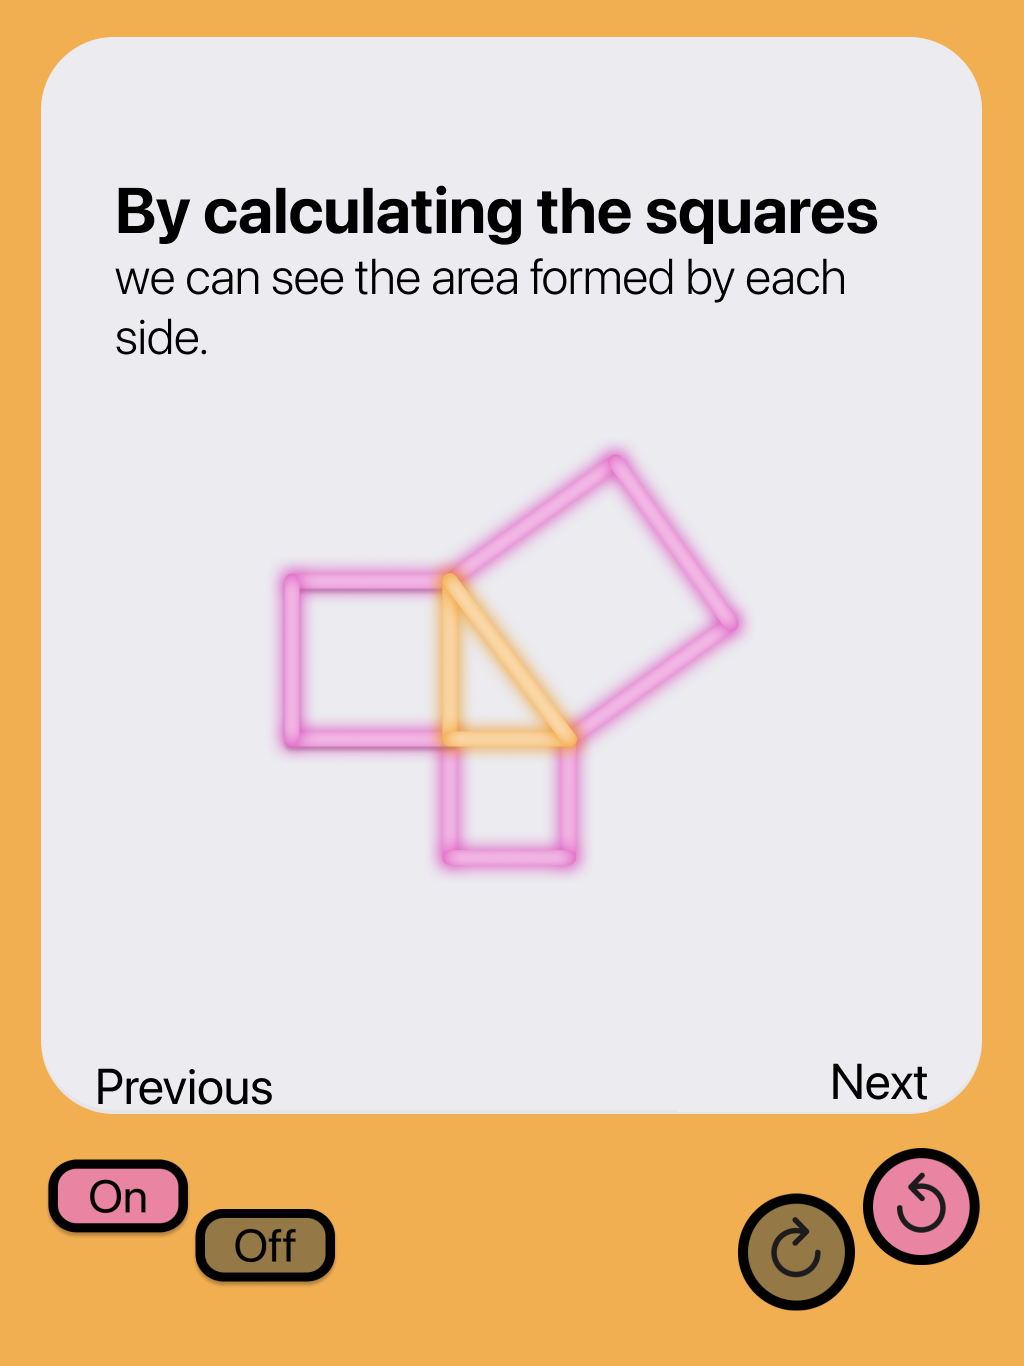 By calculating the squares
we can see the area formed by each
side.
Previous
Next
On
Off